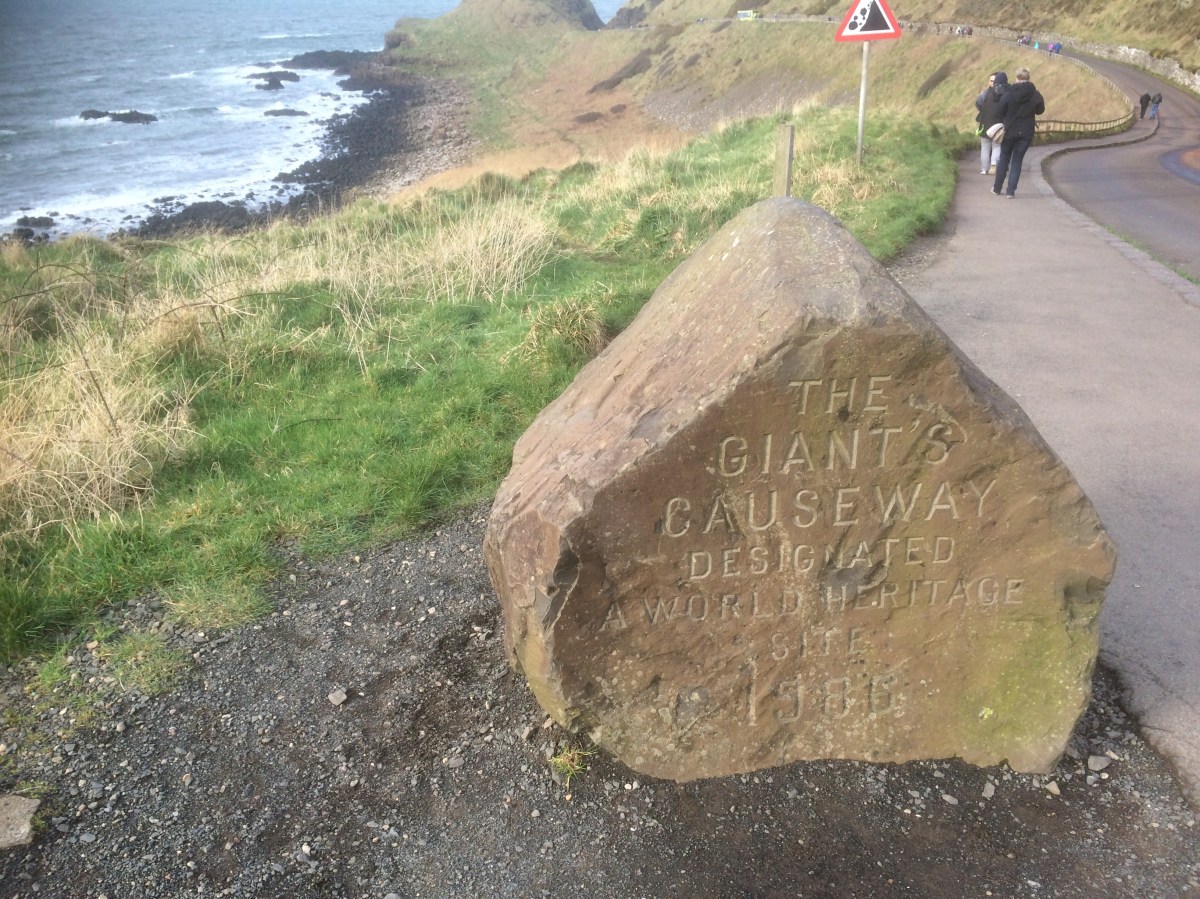 THE
GIANT'S
CAUSEWAY
DESIGNATED
A WORLD HERITAGE
SITE
1986